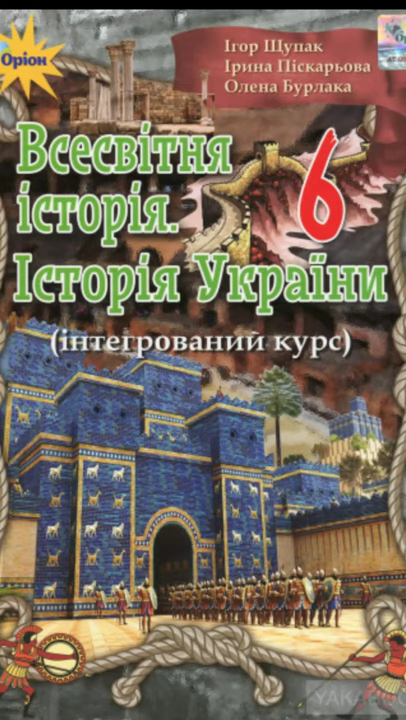 Оріон
Ігор Щупак
Ірина Піскарьова
Олена Бурлака
Всесвітня
історія.
6
Історія України
(інтегрований курс)